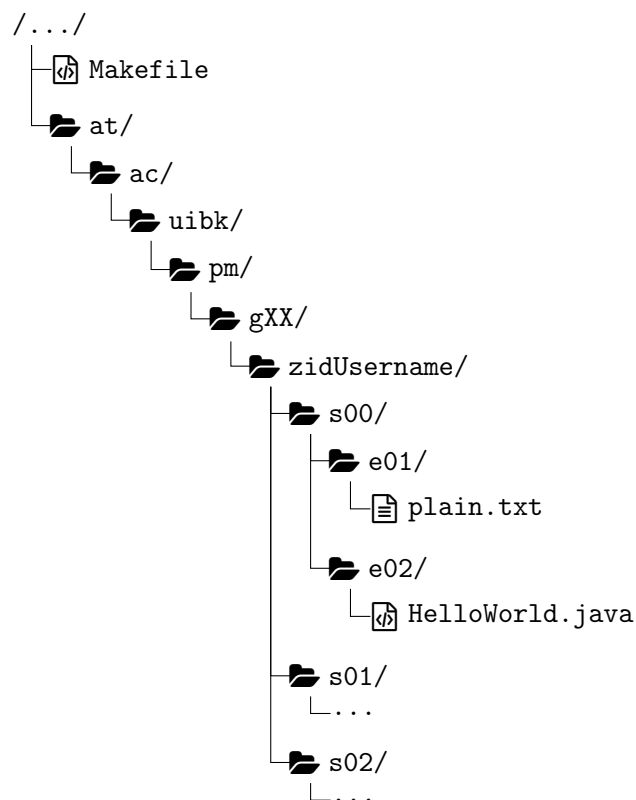 /.../
Makefile
at/
ac/
uibk/
pm/
gXX/
zidUsername/
s00/
e01/
plain.txt
e02/
HelloWorld.java
s01/
...
s02/
...